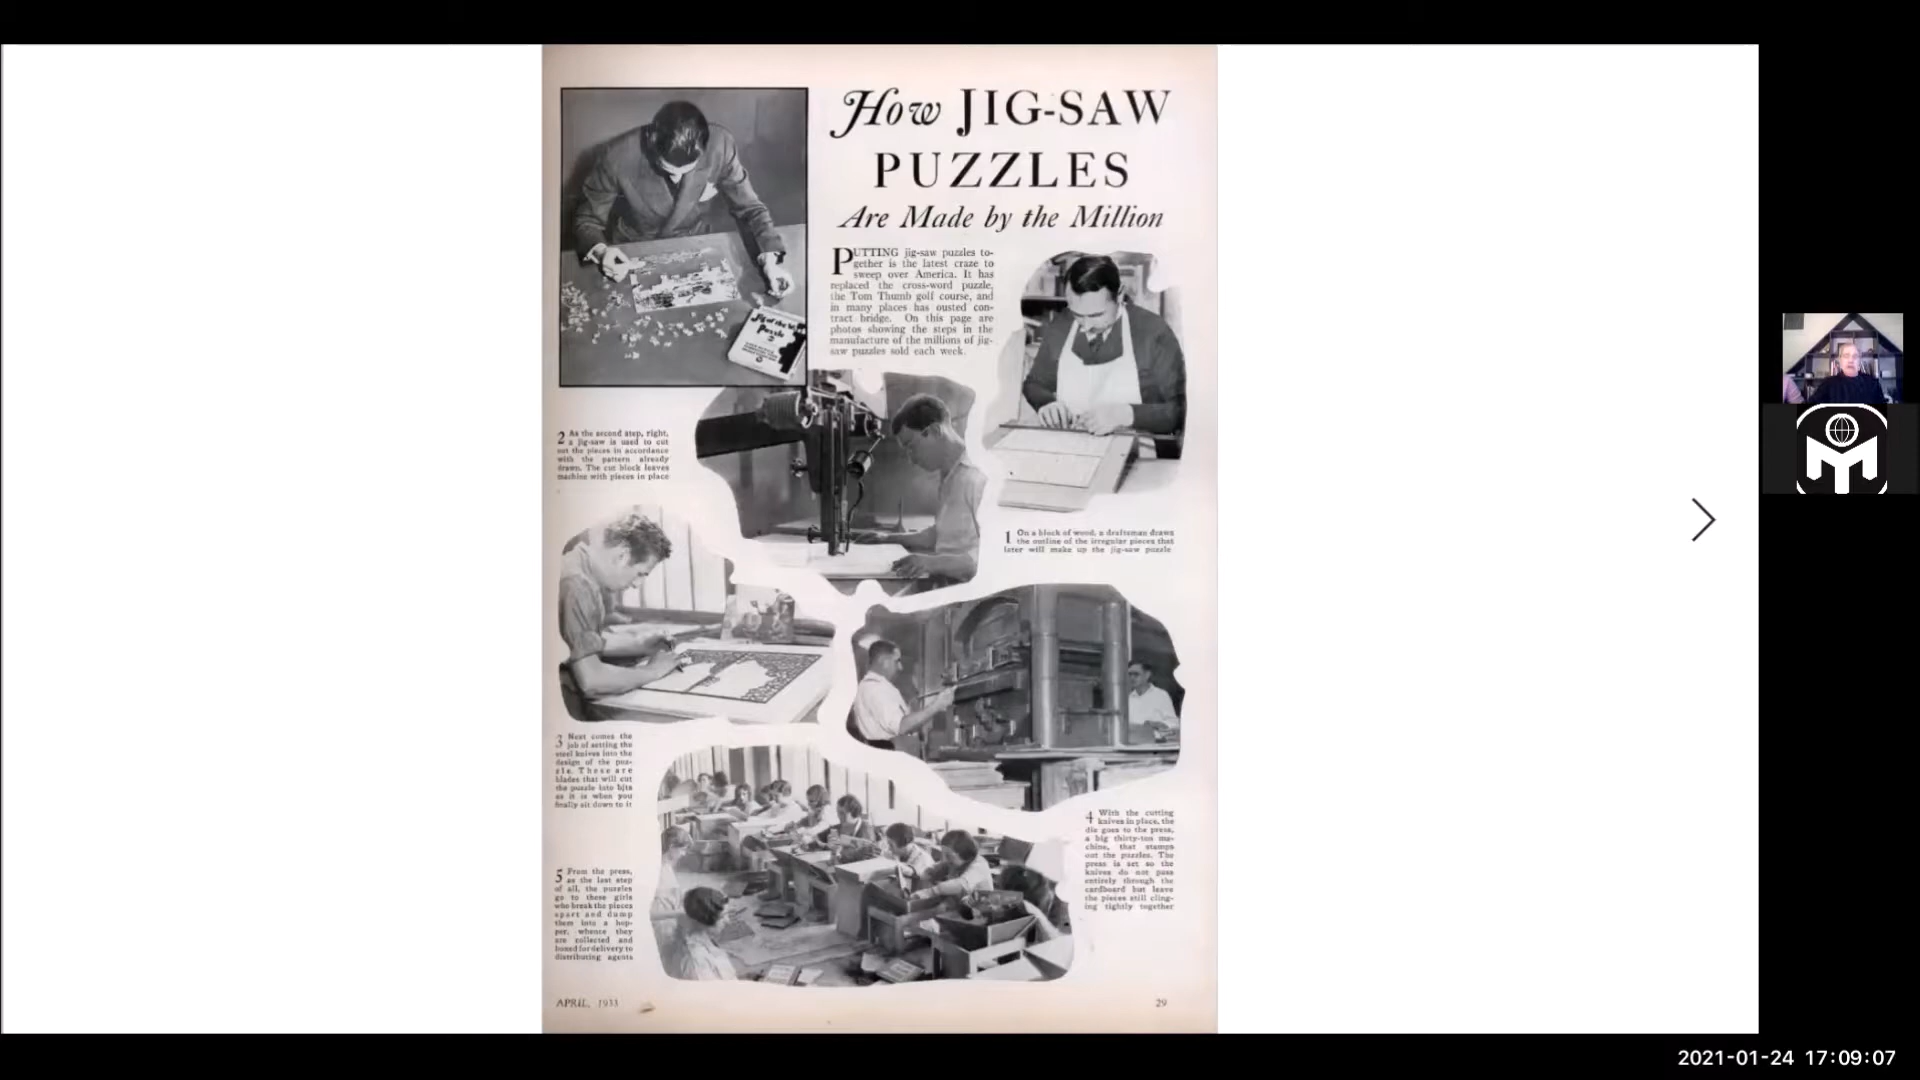 How JIG-SAW
PUZZLES
Are Made by the Million
PUTTING jig-saw puzzles to-
gether is the latest craze to
sweep over America. It has
replaced the cross-word puzzle,
the Tom Thumb golf course, and
in many places has ousted con-
tract bridge. On this page are
photos showing the steps in the
manufacture of the millions of jig-
saw puzzles sold each week.
Jig of the Week
Puzzle
2 As the second step, right,
a jig-saw is used to cut
out the pieces in accordance
with the pattern already
drawn. The cut block leaves
machine with pieces in place
1 On a block of wood, a draftsman draws
the outline of the irregular pieces that
later will make up the jig-saw puzzle
3 Next comes the
job of setting the
steel knives into the
design of the puz-
zle. These are
blades that will cut
the puzzle into bits
as it is when you
finally sit down to it
4 With the cutting
knives in place, the
die goes to the press,
a big thirty-ton ma-
chine, that stamps
out the puzzles. The
press is set so the
knives do not pass
entirely through the
cardboard but leave
the pieces still cling-
ing tightly together
5 From the press,
as the last step
of all, the puzzles
go to these girls
who break the pieces
apart and dump
them into a hop-
per, whence they
are collected and
boxed for delivery to
distributing agents
APRIL, 1933
29
2021-01-24 17:09:07